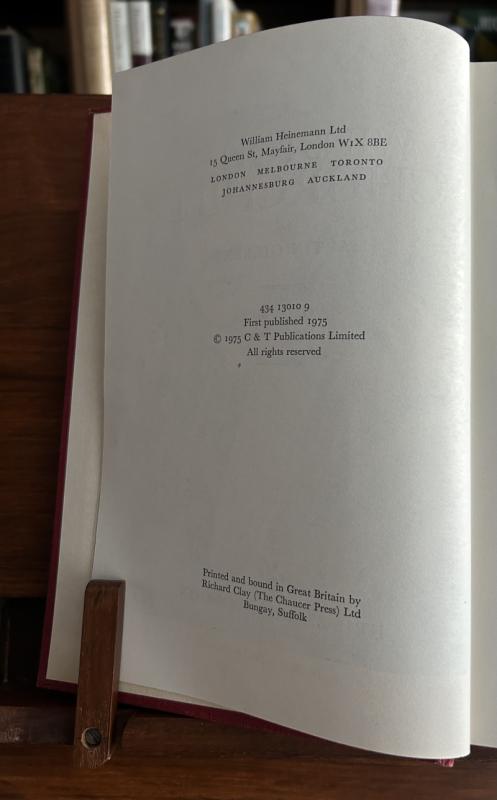 William Heinemann Ltd
15 Queen St, Mayfair, London W1X 8BE
LONDON MELBOURNE TORONTO
JOHANNESBURG AUCKLAND
434 13010 9
First published 1975
© 1975 C & T Publications Limited
All rights reserved
Printed and bound in Great Britain by
Richard Clay (The Chaucer Press) Ltd
Bungay, Suffolk